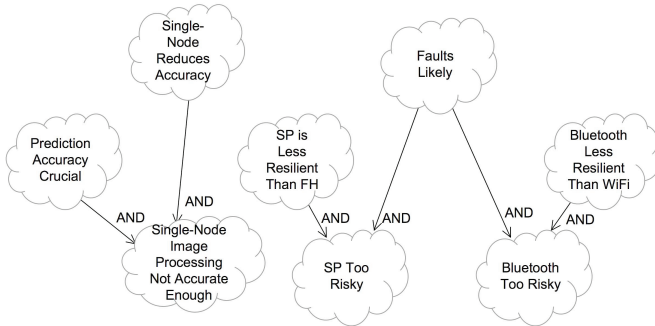 Single-
Node
Reduces
Accuracy
Faults
Likely
Prediction
Accuracy
Crucial
SP is
Less
Resilient
Than FH
Bluetooth
Less
Resilient
Than WiFi
AND
AND
AND
AND
AND
AND
Single-Node
Image
Processing
Not Accurate
Enough
SP Too
Risky
Bluetooth
Too Risky